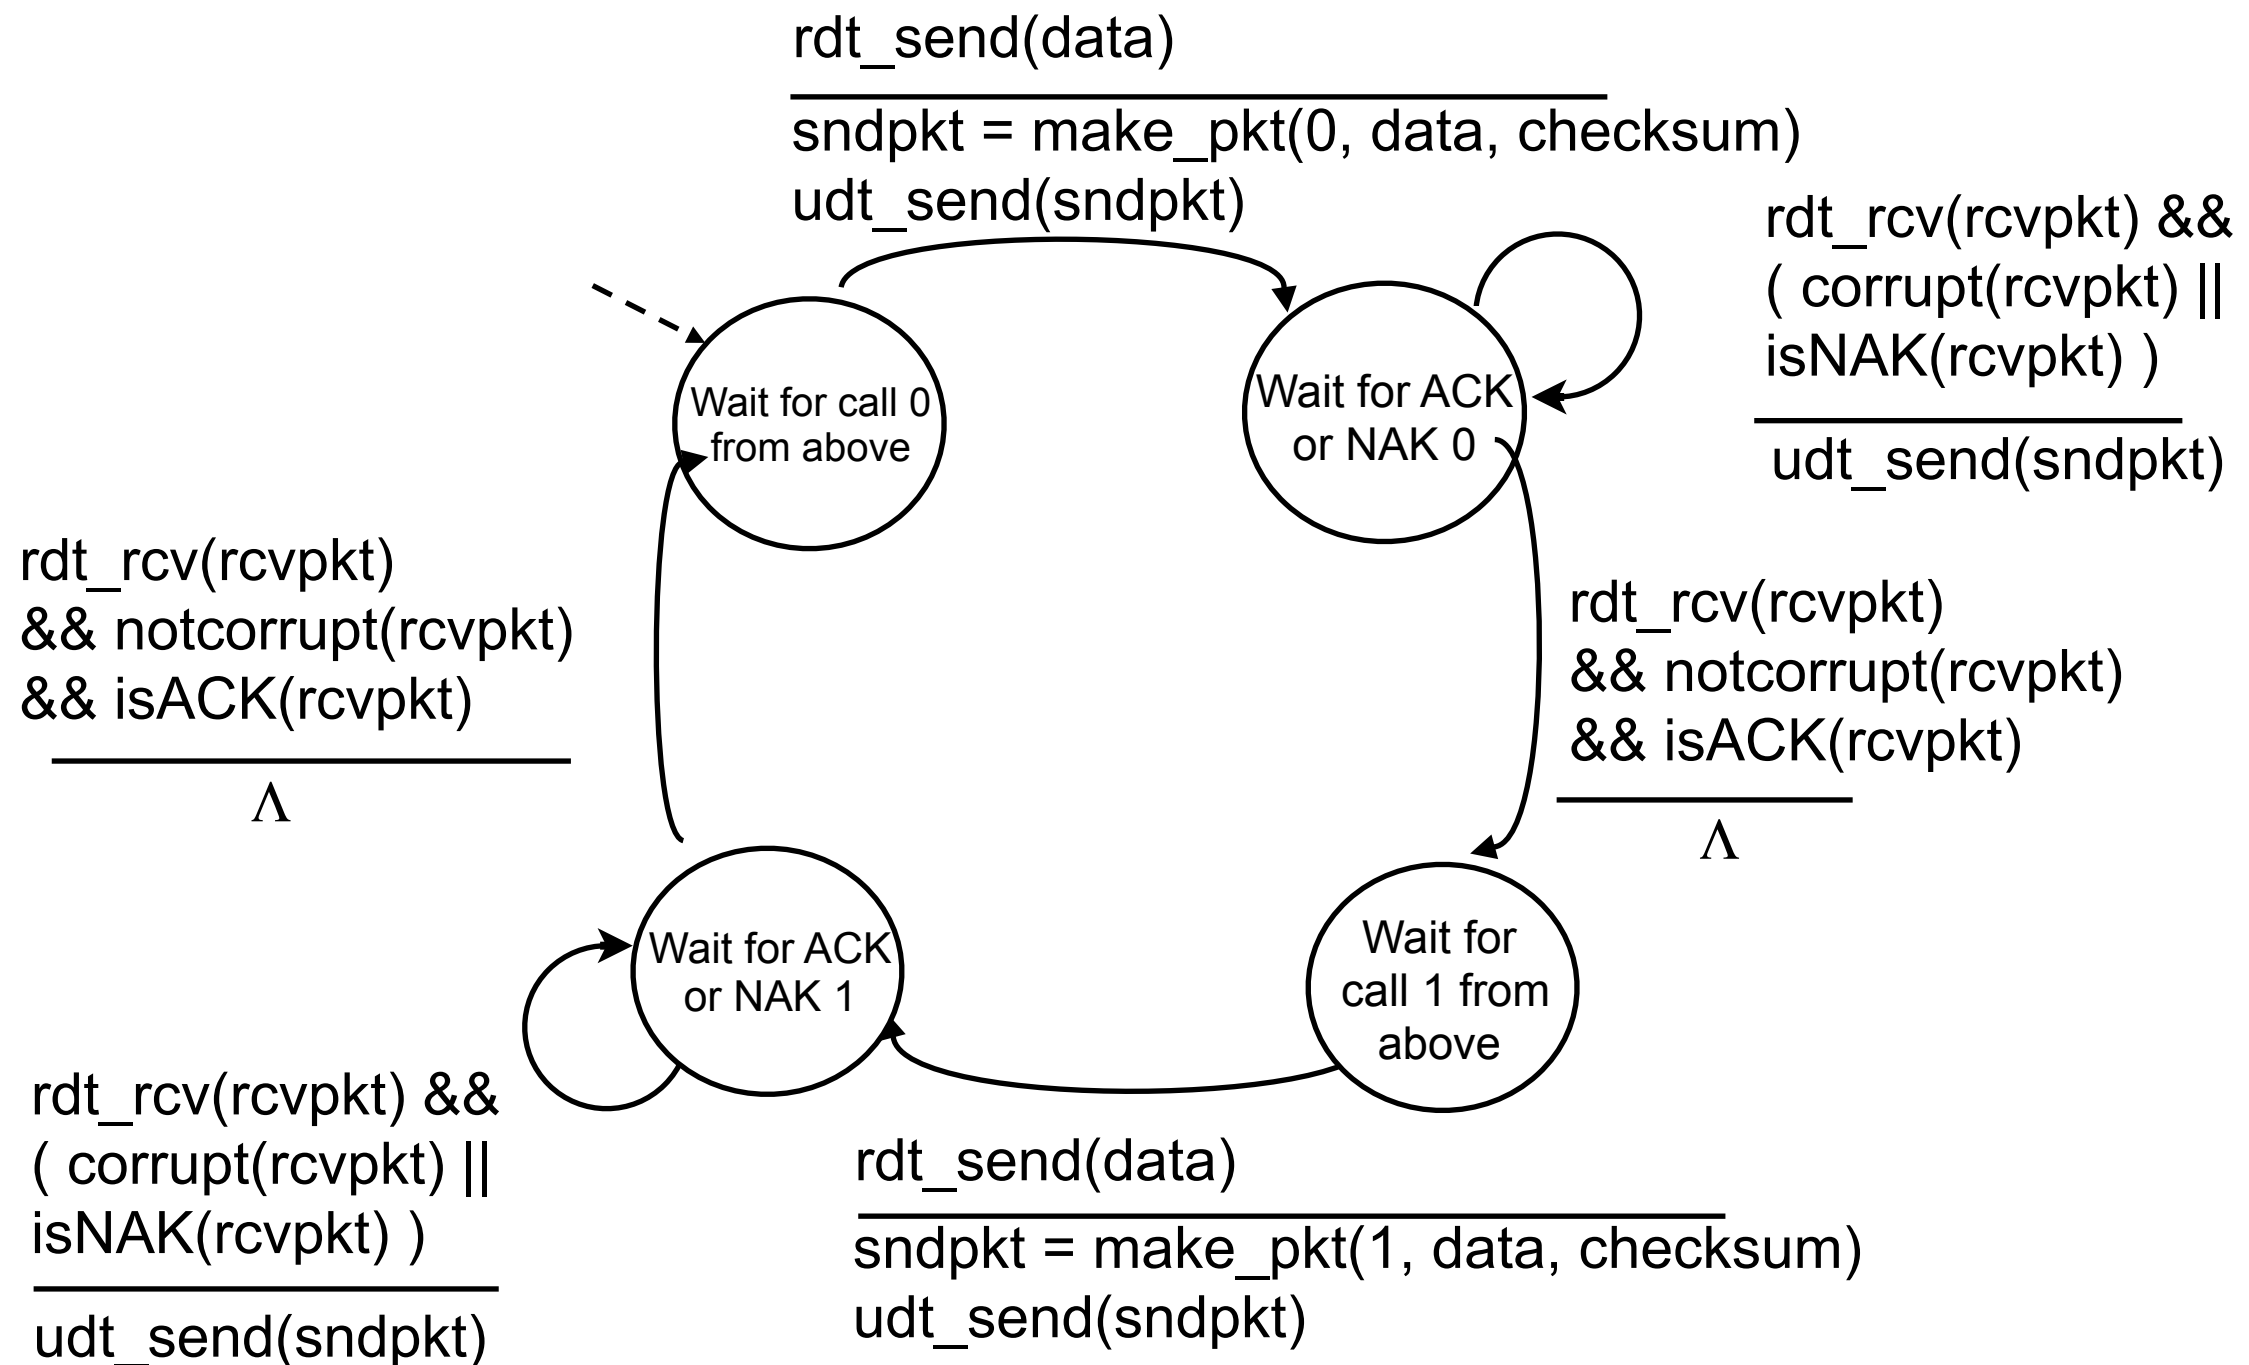 rdt_send(data)
sndpkt = make_pkt(0, data, checksum)
udt_send(sndpkt)
rdt_rcv(rcvpkt) &&
( corrupt(rcvpkt) ||
isNAK(rcvpkt) )
udt_send(sndpkt)
Wait for call 0
from above
Wait for ACK
or NAK 0
rdt_rcv(rcvpkt)
&& notcorrupt(rcvpkt)
&& isACK(rcvpkt)
Λ
rdt_rcv(rcvpkt)
&& notcorrupt(rcvpkt)
&& isACK(rcvpkt)
Λ
Wait for ACK
or NAK 1
Wait for
call 1 from
above
rdt_rcv(rcvpkt) &&
( corrupt(rcvpkt) ||
isNAK(rcvpkt) )
udt_send(sndpkt)
rdt_send(data)
sndpkt = make_pkt(1, data, checksum)
udt_send(sndpkt)